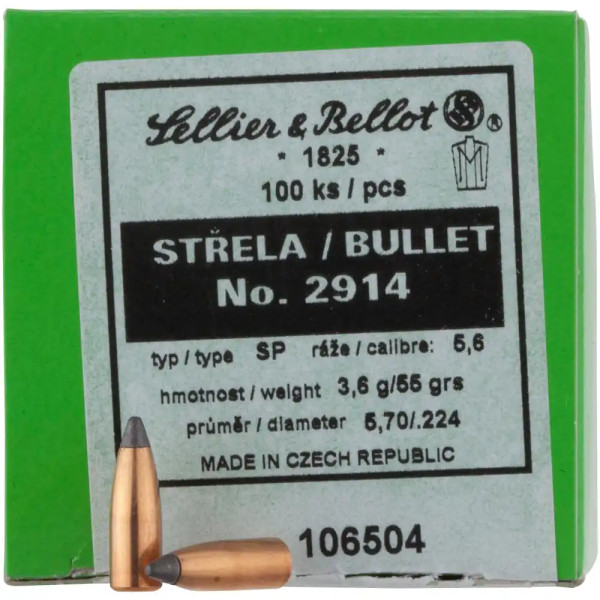 Lellier & Bellot ®
* 1825 *
100 ks / pcs
STŘELA / BULLET
No. 2914
typ / type SP ráže / calibre: 5,6
hmotnost / weight 3,6 g/55 grs
průměr / diameter 5,70/.224
MADE IN CZECH REPUBLIC
106504